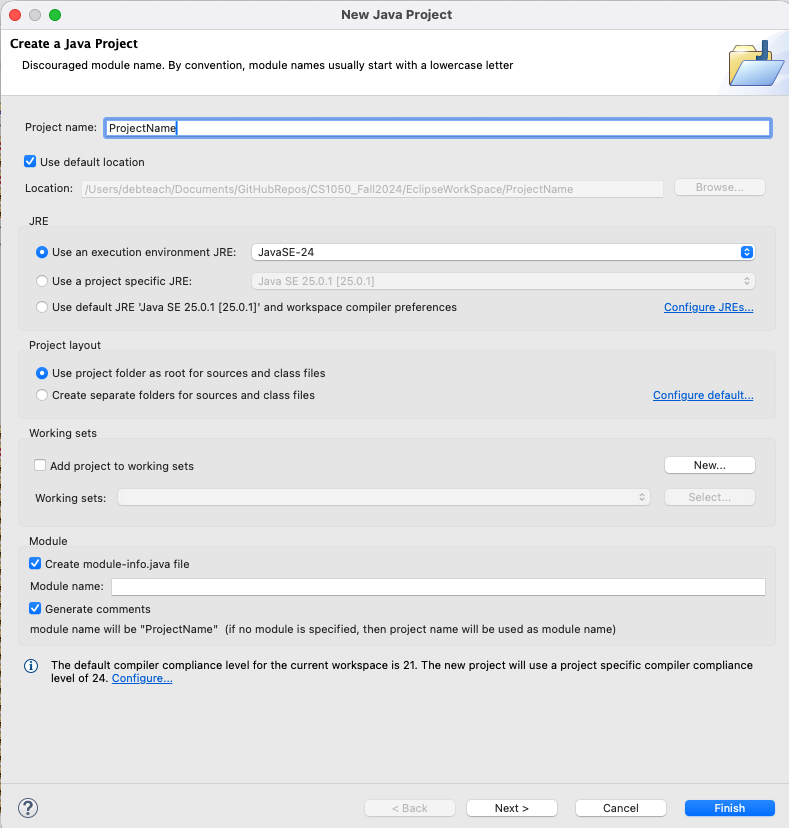 New Java Project
Create a Java Project
Discouraged module name. By convention, module names usually start with a lowercase letter
Project name: ProjectName
Use default location
Location: /Users/debteach/Documents/GitHubRepos/CS1050_Fall2024/EclipseWorkSpace/ProjectName Browse...
JRE
Use an execution environment JRE: JavaSE-24
Use a project specific JRE: Java SE 25.0.1 [25.0.1]
Use default JRE 'Java SE 25.0.1 [25.0.1]' and workspace compiler preferences Configure JREs...
Project layout
Use project folder as root for sources and class files
Create separate folders for sources and class files Configure default...
Working sets
Add project to working sets New...
Working sets: Select...
Module
Create module-info.java file
Module name:
Generate comments
module name will be "ProjectName" (if no module is specified, then project name will be used as module name)
The default compiler compliance level for the current workspace is 21. The new project will use a project specific compiler compliance
level of 24. Configure...
? < Back Next > Cancel Finish